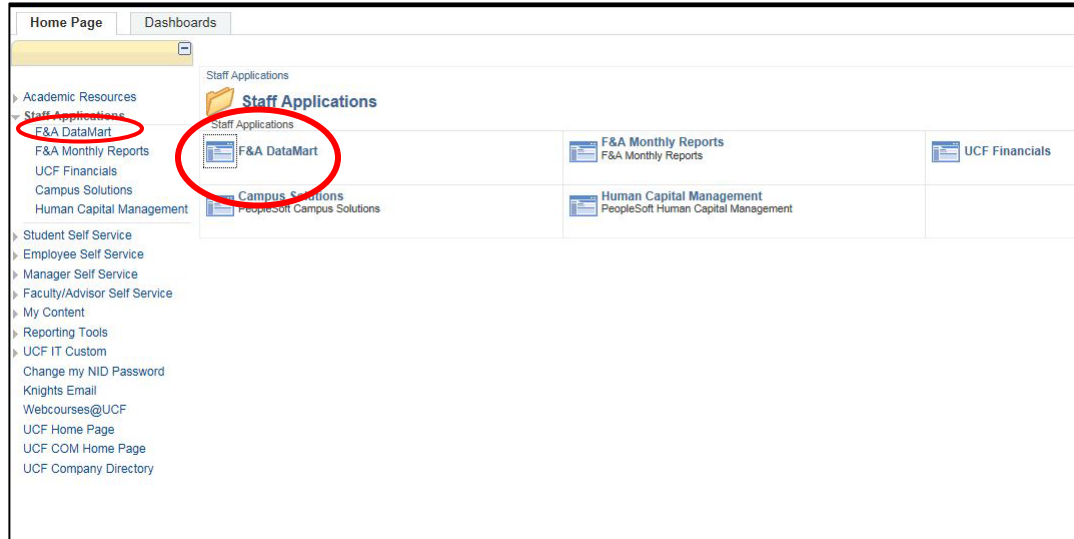 Home Page Dashboards
Academic Resources
Staff Applications
F&A DataMart
F&A Monthly Reports
UCF Financials
Campus Solutions
Human Capital Management
Student Self Service
Employee Self Service
Manager Self Service
Faculty/Advisor Self Service
My Content
Reporting Tools
UCF IT Custom
Change my NID Password
Knights Email
Webcourses@UCF
UCF Home Page
UCF COM Home Page
UCF Company Directory
Staff Applications
Staff Applications
Staff Applications
F&A DataMart
F&A Monthly Reports
F&A Monthly Reports
UCF Financials
Campus Solutions
PeopleSoft Campus Solutions
Human Capital Management
PeopleSoft Human Capital Management